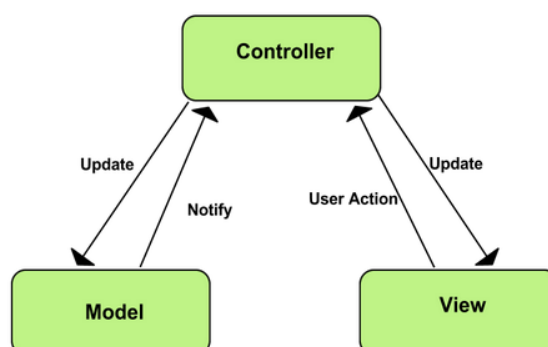 Controller
Update
Update
Notify
User Action
Model
View